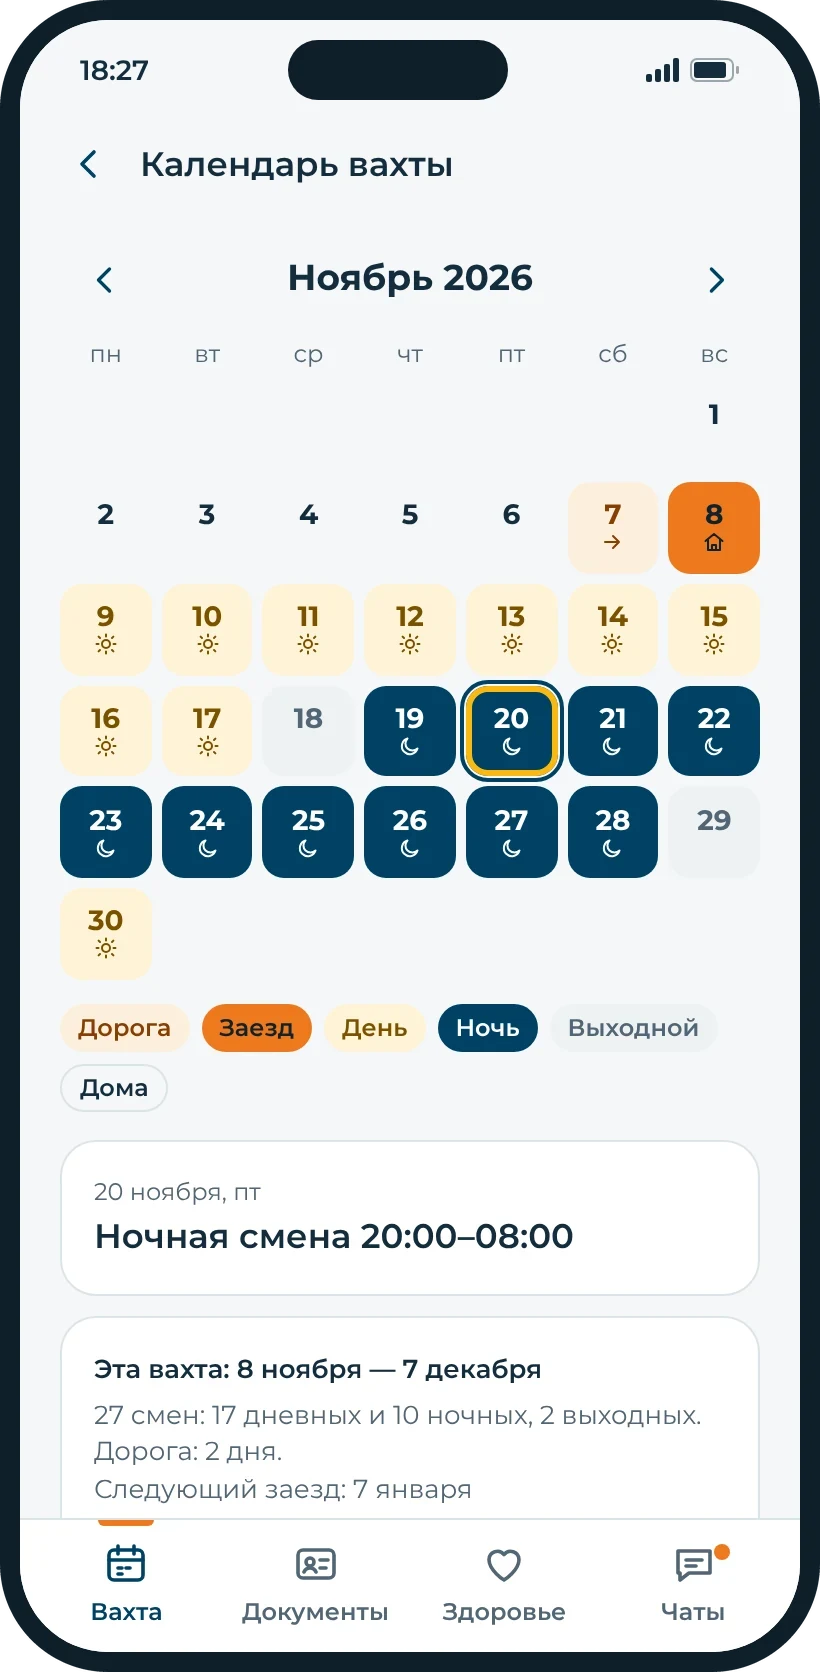 18:27
Календарь вахты
Ноябрь 2026
пн вт ср чт пт сб вс
1
2 3 4 5 6 7 8
9 10 11 12 13 14 15
16 17 18 19 20 21 22
23 24 25 26 27 28 29
30
Дорога Заезд День Ночь Выходной
Дома
20 ноября, пт
Ночная смена 20:00–08:00
Эта вахта: 8 ноября — 7 декабря
27 смен: 17 дневных и 10 ночных, 2 выходных.
Дорога: 2 дня.
Следующий заезд: 7 января
Вахта Документы Здоровье Чаты